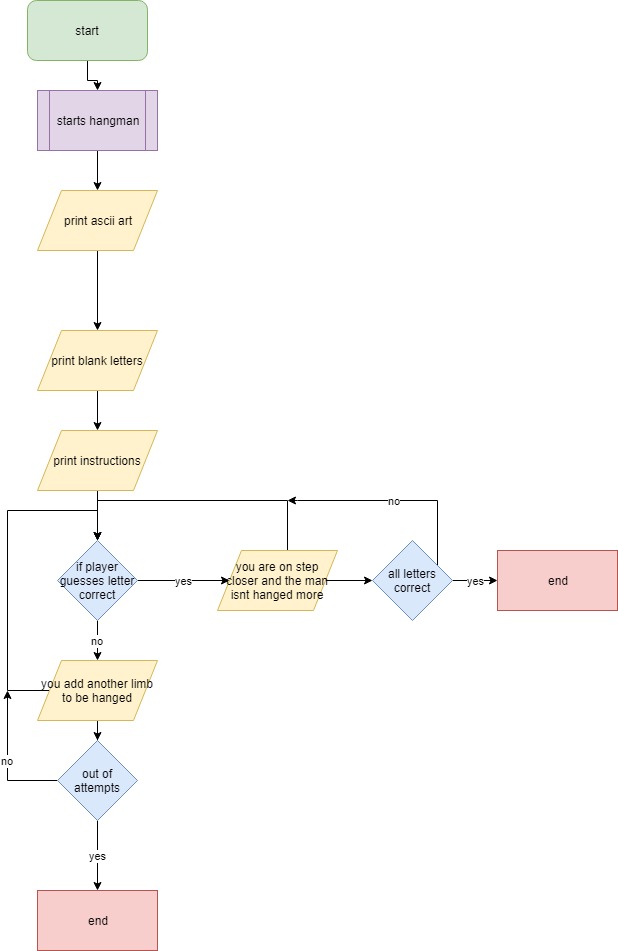 start
starts hangman
print ascii art
print blank letters
print instructions
no
if player
guesses letter
correct
yes
you are on step
closer and the man
isnt hanged more
all letters
correct
yes
end
no
you add another limb
to be hanged
no
out of
attempts
yes
end